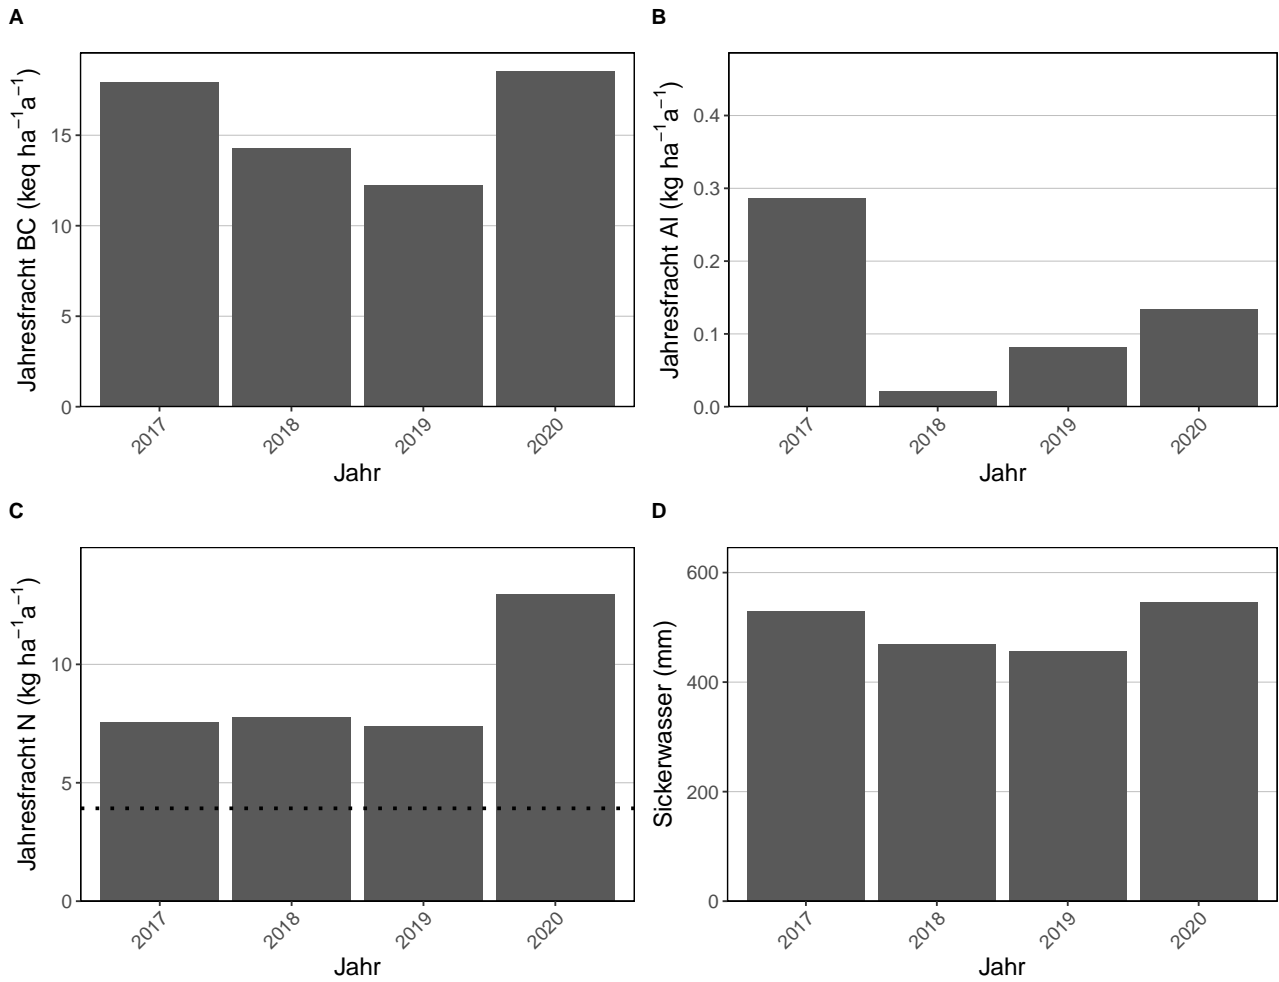 A
Jahresfracht BC (keq ha⁻¹a⁻¹)
15
10
5
0
2017
2018
2019
2020
Jahr
B
Jahresfracht Al (kg ha⁻¹a⁻¹)
0.4
0.3
0.2
0.1
0.0
2017
2018
2019
2020
Jahr
C
Jahresfracht N (kg ha⁻¹a⁻¹)
10
5
0
2017
2018
2019
2020
Jahr
D
Sickerwasser (mm)
600
400
200
0
2017
2018
2019
2020
Jahr